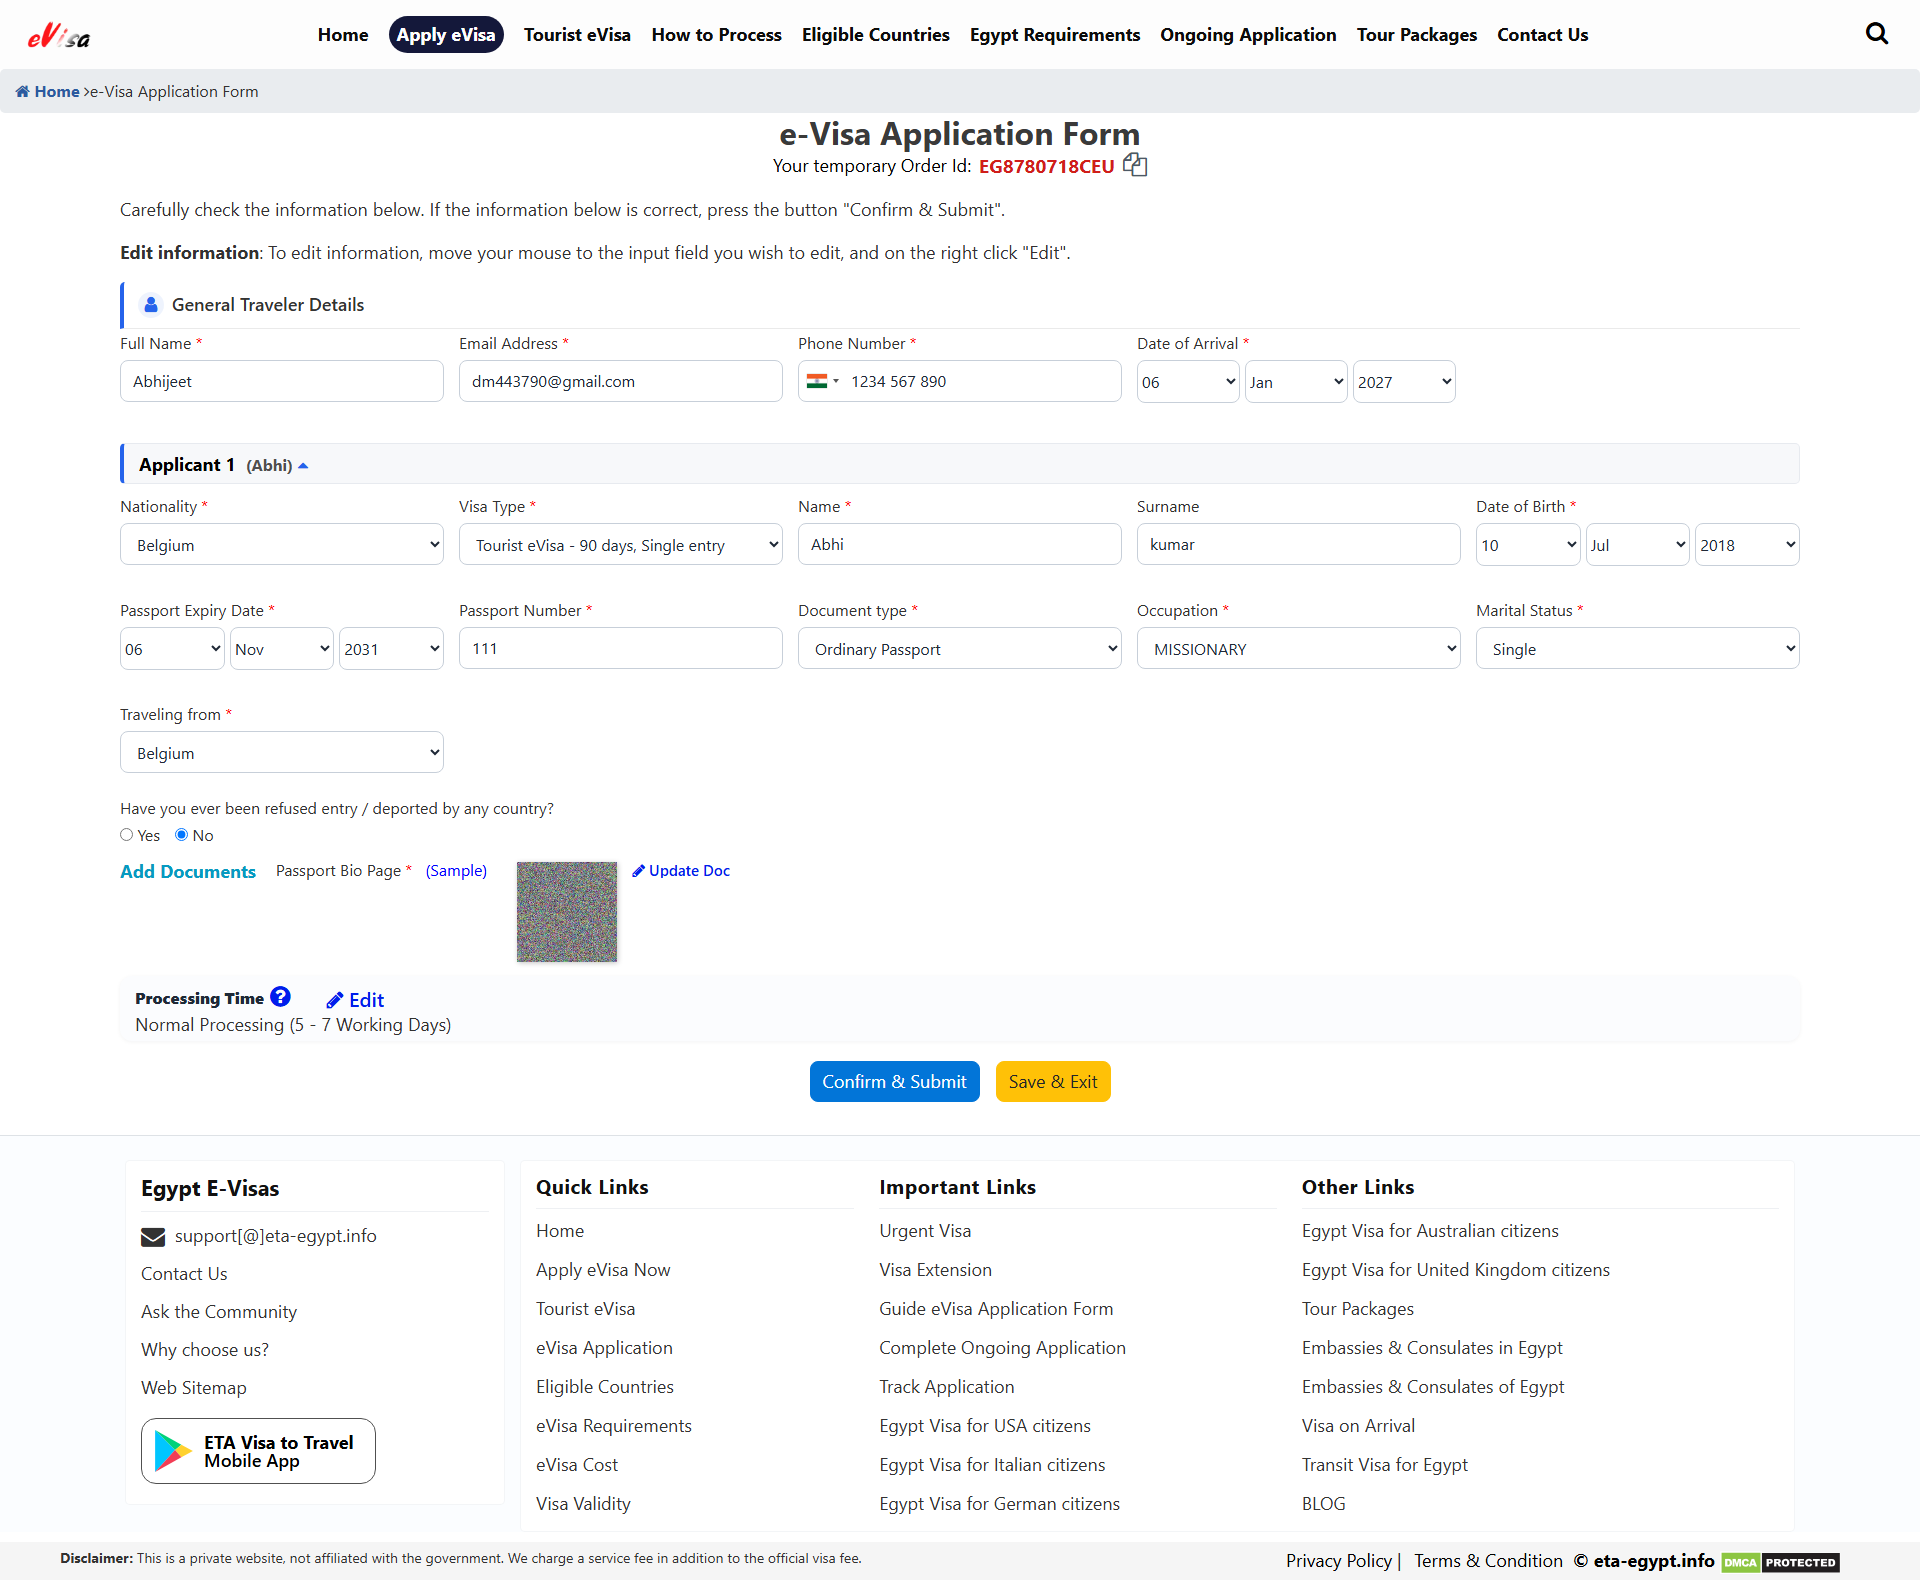 eVisa
Home Apply eVisa Tourist eVisa How to Process Eligible Countries Egypt Requirements Ongoing Application Tour Packages Contact Us
Home >e-Visa Application Form
e-Visa Application Form
Your temporary Order Id: EG8780718CEU
Carefully check the information below. If the information below is correct, press the button "Confirm & Submit".
Edit information: To edit information, move your mouse to the input field you wish to edit, and on the right click "Edit".
General Traveler Details
Full Name * Email Address * Phone Number * Date of Arrival *
Abhijeet dm443790@gmail.com 1234 567 890 06 Jan 2027
Applicant 1 (Abhi)
Nationality * Visa Type * Name * Surname Date of Birth *
Belgium Tourist eVisa - 90 days, Single entry Abhi kumar 10 Jul 2018
Passport Expiry Date * Passport Number * Document type * Occupation * Marital Status *
06 Nov 2031 111 Ordinary Passport MISSIONARY Single
Traveling from *
Belgium
Have you ever been refused entry / deported by any country?
Yes No
Add Documents Passport Bio Page * (Sample) Update Doc
Processing Time ? Edit
Normal Processing (5 - 7 Working Days)
Confirm & Submit Save & Exit
Egypt E-Visas
support[@]eta-egypt.info
Contact Us
Ask the Community
Why choose us?
Web Sitemap
ETA Visa to Travel
Mobile App
Quick Links
Home
Apply eVisa Now
Tourist eVisa
eVisa Application
Eligible Countries
eVisa Requirements
eVisa Cost
Visa Validity
Important Links
Urgent Visa
Visa Extension
Guide eVisa Application Form
Complete Ongoing Application
Track Application
Egypt Visa for USA citizens
Egypt Visa for Italian citizens
Egypt Visa for German citizens
Other Links
Egypt Visa for Australian citizens
Egypt Visa for United Kingdom citizens
Tour Packages
Embassies & Consulates in Egypt
Embassies & Consulates of Egypt
Visa on Arrival
Transit Visa for Egypt
BLOG
Disclaimer: This is a private website, not affiliated with the government. We charge a service fee in addition to the official visa fee.
Privacy Policy | Terms & Condition © eta-egypt.info DMCA PROTECTED